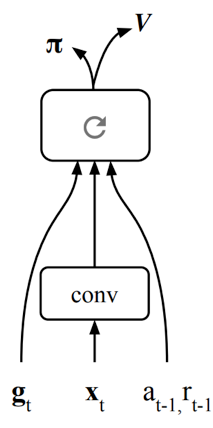 π V
conv
g_t x_t a_{t-1,} r_{t-1}